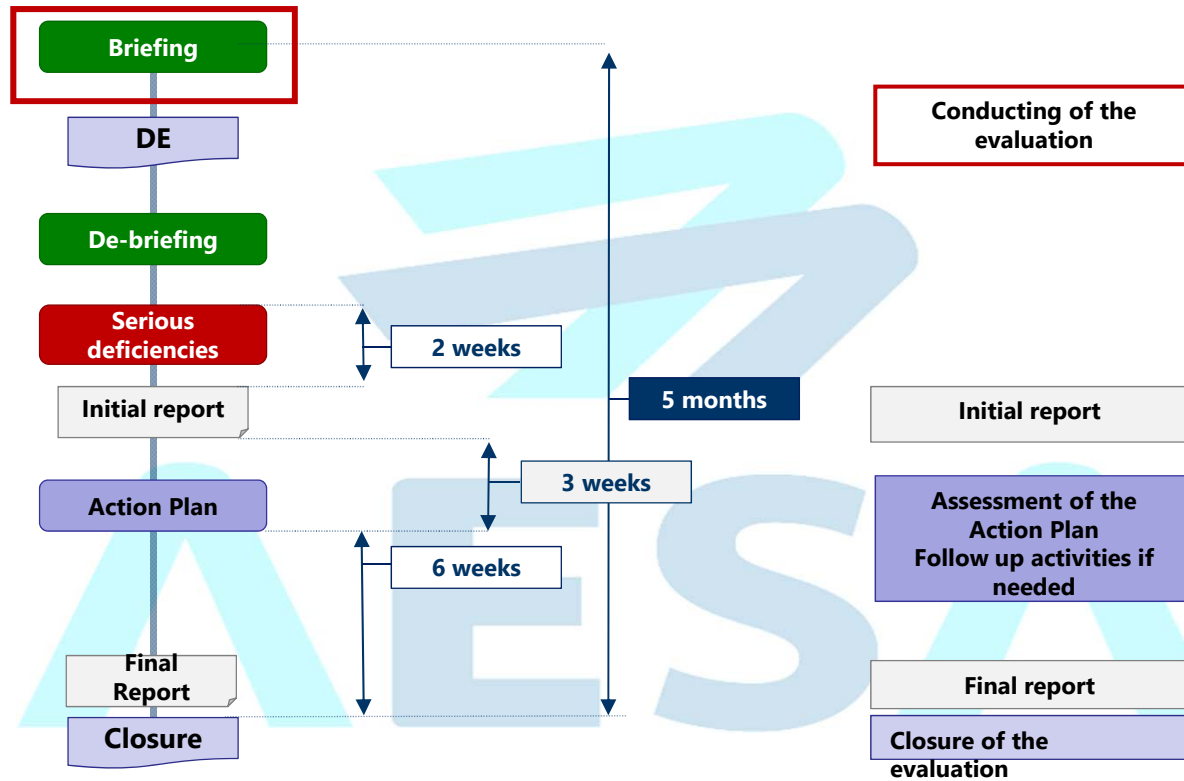 Briefing
DE
De-briefing
Serious
deficiencies
Initial report
Action Plan
Final
Report
Closure
2 weeks
3 weeks
6 weeks
5 months
Conducting of the
evaluation
Initial report
Assessment of the
Action Plan
Follow up activities if
needed
Final report
Closure of the
evaluation
AESA